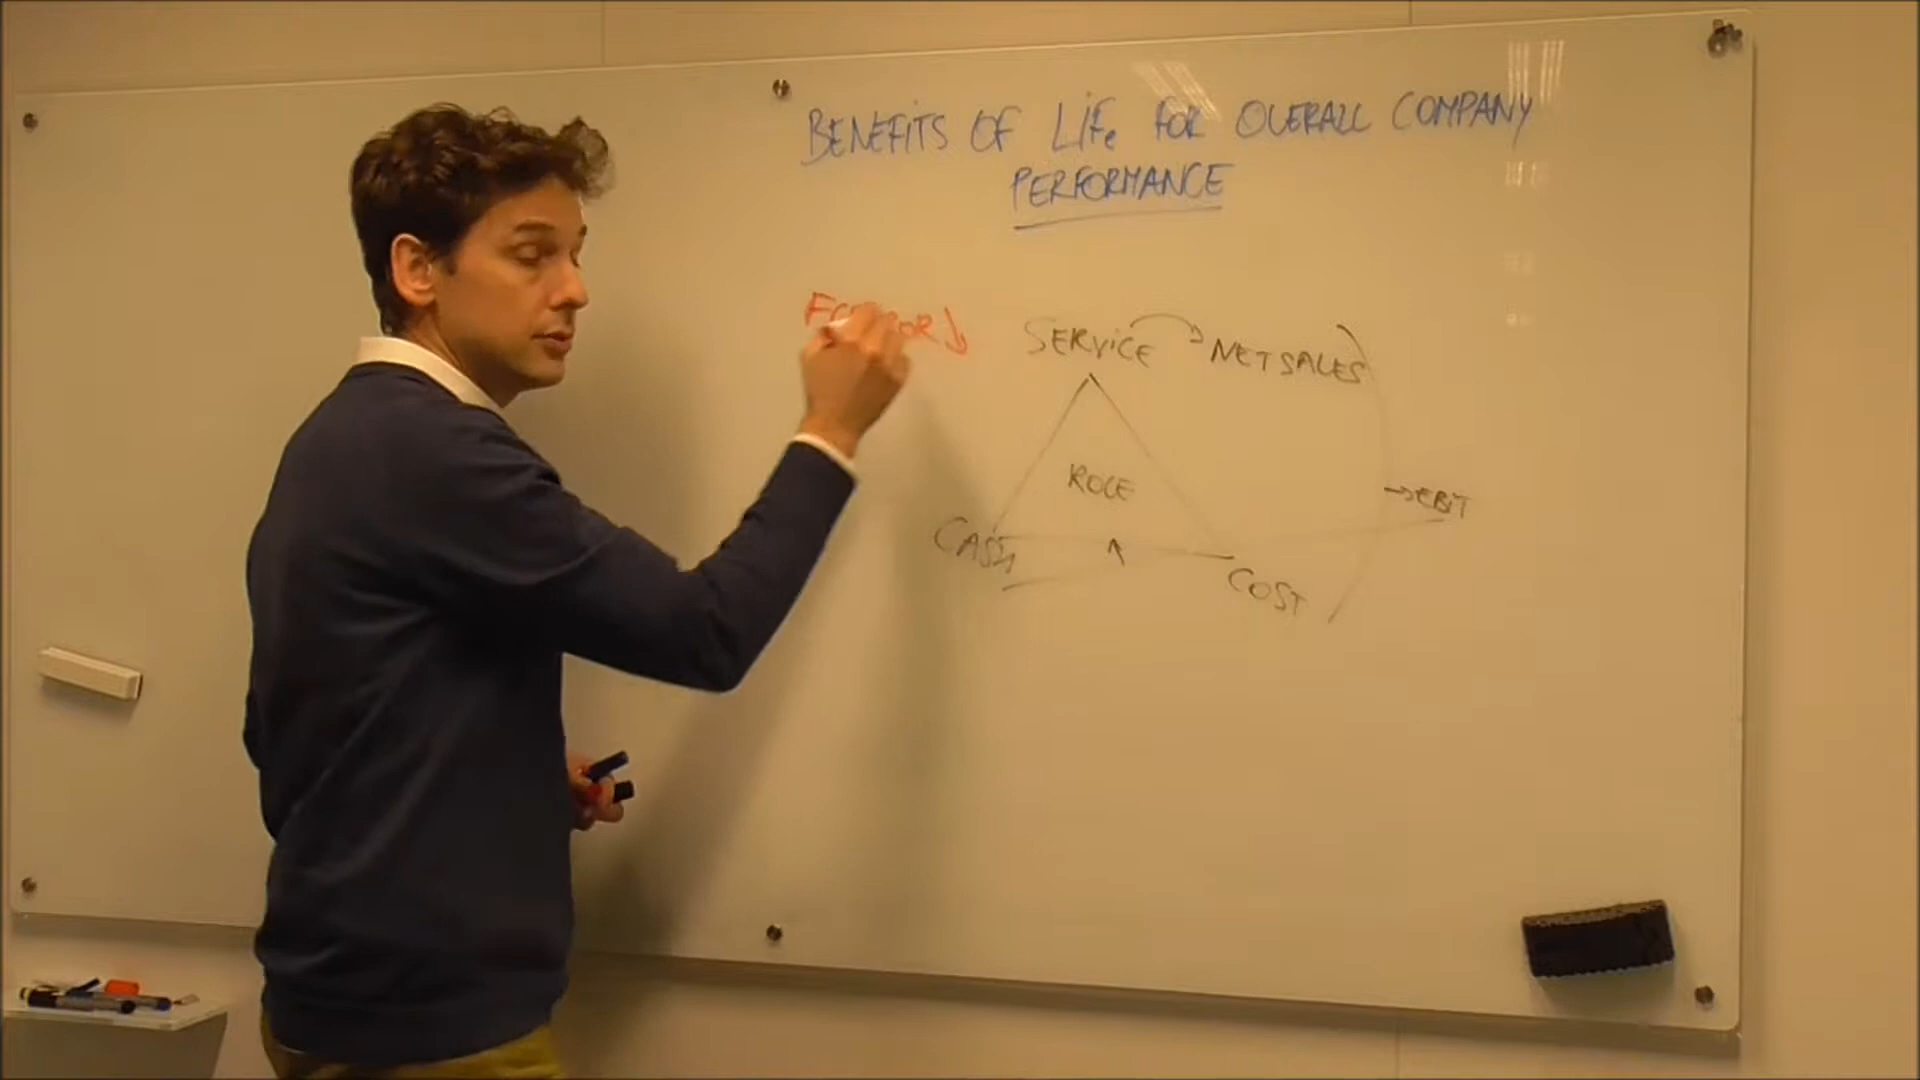 BENEFITS OF LiFe FOR OVERALL COMPANY
PERFORMANCE
SERVICE → NET SALES
ROCE
→ EBIT
CASH
COST